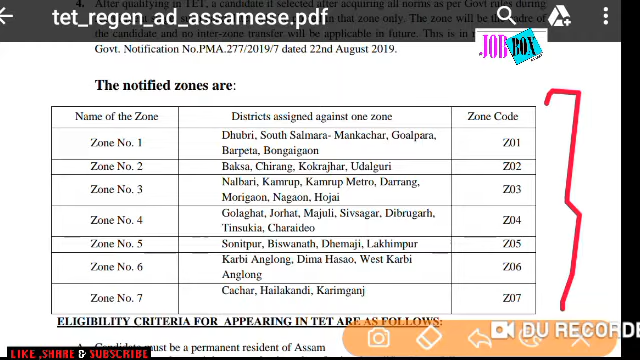 tet_regen_ad_assamese.pdf
4. After qualifying in TET, a candidate if selected after acquiring all norms as per Govt rules during
in that zone only. The zone will be
the candidate and no inter-zone transfer will be applicable in future. This is in
Govt. Notification No.PMA.277/2019/7 dated 22nd August 2019.
JOB BOX
The notified zones are:
Name of the Zone Districts assigned against one zone Zone Code
Zone No. 1 Dhubri, South Salmara- Mankachar, Goalpara, Z01
Barpeta, Bongaigaon
Zone No. 2 Baksa, Chirang, Kokrajhar, Udalguri Z02
Zone No. 3 Nalbari, Kamrup, Kamrup Metro, Darrang, Z03
Morigaon, Nagaon, Hojai
Zone No. 4 Golaghat, Jorhat, Majuli, Sivsagar, Dibrugarh, Z04
Tinsukia, Charaideo
Zone No. 5 Sonitpur, Biswanath, Dhemaji, Lakhimpur Z05
Zone No. 6 Karbi Anglong, Dima Hasao, West Karbi Z06
Anglong
Zone No. 7 Cachar, Hailakandi, Karimganj Z07
ELIGIBILITY CRITERIA FOR APPEARING IN TET ARE AS FOLLOWS:
DU RECORDE
A. Candidate must be a permanent resident of Assam
LIKE ,SHARE & SUBSCRIBE